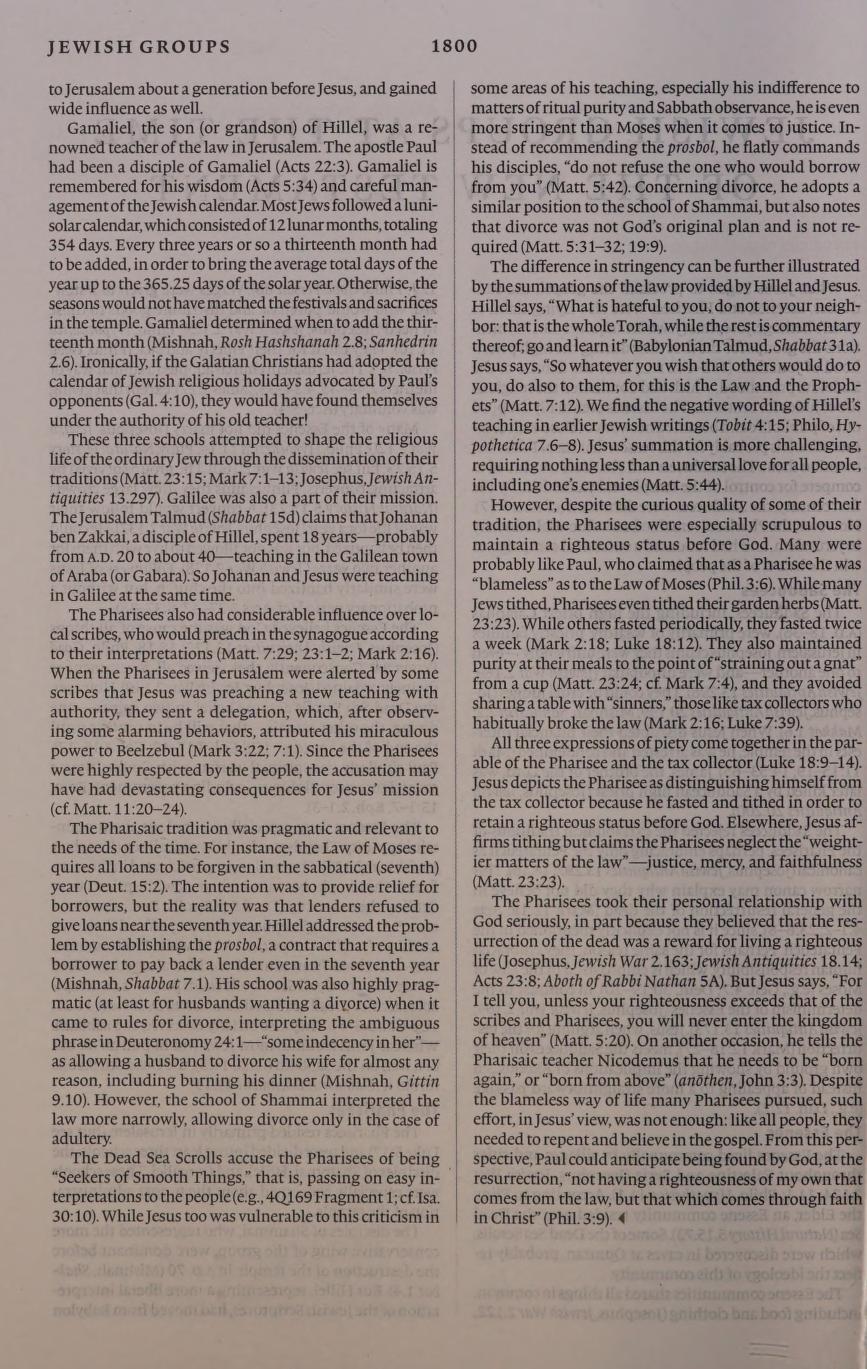 JEWISH GROUPS 1800
to Jerusalem about a generation before Jesus, and gained
wide influence as well.
Gamaliel, the son (or grandson) of Hillel, was a re-
nowned teacher of the law in Jerusalem. The apostle Paul
had been a disciple of Gamaliel (Acts 22:3). Gamaliel is
remembered for his wisdom (Acts 5:34) and careful man-
agement of the Jewish calendar. Most Jews followed a luni-
solar calendar, which consisted of 12 lunar months, totaling
354 days. Every three years or so a thirteenth month had
to be added, in order to bring the average total days of the
year up to the 365.25 days of the solar year. Otherwise, the
seasons would not have matched the festivals and sacrifices
in the temple. Gamaliel determined when to add the thir-
teenth month (Mishnah, Rosh Hashshanah 2.8; Sanhedrin
2.6). Ironically, if the Galatian Christians had adopted the
calendar of Jewish religious holidays advocated by Paul's
opponents (Gal. 4:10), they would have found themselves
under the authority of his old teacher!
These three schools attempted to shape the religious
life of the ordinary Jew through the dissemination of their
traditions (Matt. 23:15; Mark 7:1–13; Josephus, Jewish An-
tiquities 13.297). Galilee was also a part of their mission.
The Jerusalem Talmud (Shabbat 15d) claims that Johanan
ben Zakkai, a disciple of Hillel, spent 18 years—probably
from A.D. 20 to about 40—teaching in the Galilean town
of Araba (or Gabara). So Johanan and Jesus were teaching
in Galilee at the same time.
The Pharisees also had considerable influence over lo-
cal scribes, who would preach in the synagogue according
to their interpretations (Matt. 7:29; 23:1–2; Mark 2:16).
When the Pharisees in Jerusalem were alerted by some
scribes that Jesus was preaching a new teaching with
authority, they sent a delegation, which, after observ-
ing some alarming behaviors, attributed his miraculous
power to Beelzebul (Mark 3:22; 7:1). Since the Pharisees
were highly respected by the people, the accusation may
have had devastating consequences for Jesus' mission
(cf. Matt. 11:20–24).
The Pharisaic tradition was pragmatic and relevant to
the needs of the time. For instance, the Law of Moses re-
quires all loans to be forgiven in the sabbatical (seventh)
year (Deut. 15:2). The intention was to provide relief for
borrowers, but the reality was that lenders refused to
give loans near the seventh year. Hillel addressed the prob-
lem by establishing the prosbol, a contract that requires a
borrower to pay back a lender even in the seventh year
(Mishnah, Shabbat 7.1). His school was also highly prag-
matic (at least for husbands wanting a divorce) when it
came to rules for divorce, interpreting the ambiguous
phrase in Deuteronomy 24:1—“some indecency in her”—
as allowing a husband to divorce his wife for almost any
reason, including burning his dinner (Mishnah, Gittin
9.10). However, the school of Shammai interpreted the
law more narrowly, allowing divorce only in the case of
adultery.
The Dead Sea Scrolls accuse the Pharisees of being
“Seekers of Smooth Things,” that is, passing on easy in-
terpretations to the people (e.g., 4Q169 Fragment 1; cf. Isa.
30:10). While Jesus too was vulnerable to this criticism in
some areas of his teaching, especially his indifference to
matters of ritual purity and Sabbath observance, he is even
more stringent than Moses when it comes to justice. In-
stead of recommending the prosbol, he flatly commands
his disciples, “do not refuse the one who would borrow
from you” (Matt. 5:42). Concerning divorce, he adopts a
similar position to the school of Shammai, but also notes
that divorce was not God's original plan and is not re-
quired (Matt. 5:31–32; 19:9).
The difference in stringency can be further illustrated
by the summations of the law provided by Hillel and Jesus.
Hillel says, “What is hateful to you, do not to your neigh-
bor: that is the whole Torah, while the rest is commentary
thereof; go and learn it” (Babylonian Talmud, Shabbat 31a).
Jesus says, “So whatever you wish that others would do to
you, do also to them, for this is the Law and the Proph-
ets” (Matt. 7:12). We find the negative wording of Hillel's
teaching in earlier Jewish writings (Tobit 4:15; Philo, Hy-
pothetica 7.6–8). Jesus' summation is more challenging,
requiring nothing less than a universal love for all people,
including one's enemies (Matt. 5:44).
However, despite the curious quality of some of their
tradition, the Pharisees were especially scrupulous to
maintain a righteous status before God. Many were
probably like Paul, who claimed that as a Pharisee he was
“blameless” as to the Law of Moses (Phil. 3:6). While many
Jews tithed, Pharisees even tithed their garden herbs (Matt.
23:23). While others fasted periodically, they fasted twice
a week (Mark 2:18; Luke 18:12). They also maintained
purity at their meals to the point of “straining out a gnat”
from a cup (Matt. 23:24; cf. Mark 7:4), and they avoided
sharing a table with “sinners,” those like tax collectors who
habitually broke the law (Mark 2:16; Luke 7:39).
All three expressions of piety come together in the par-
able of the Pharisee and the tax collector (Luke 18:9–14).
Jesus depicts the Pharisee as distinguishing himself from
the tax collector because he fasted and tithed in order to
retain a righteous status before God. Elsewhere, Jesus af-
firms tithing but claims the Pharisees neglect the “weight-
ier matters of the law”—justice, mercy, and faithfulness
(Matt. 23:23).
The Pharisees took their personal relationship with
God seriously, in part because they believed that the res-
urrection of the dead was a reward for living a righteous
life (Josephus, Jewish War 2.163; Jewish Antiquities 18.14;
Acts 23:8; Aboth of Rabbi Nathan 5A). But Jesus says, “For
I tell you, unless your righteousness exceeds that of the
scribes and Pharisees, you will never enter the kingdom
of heaven” (Matt. 5:20). On another occasion, he tells the
Pharisaic teacher Nicodemus that he needs to be “born
again,” or “born from above” (anōthen, John 3:3). Despite
the blameless way of life many Pharisees pursued, such
effort, in Jesus' view, was not enough: like all people, they
needed to repent and believe in the gospel. From this per-
spective, Paul could anticipate being found by God, at the
resurrection, “not having a righteousness of my own that
comes from the law, but that which comes through faith
in Christ” (Phil. 3:9).